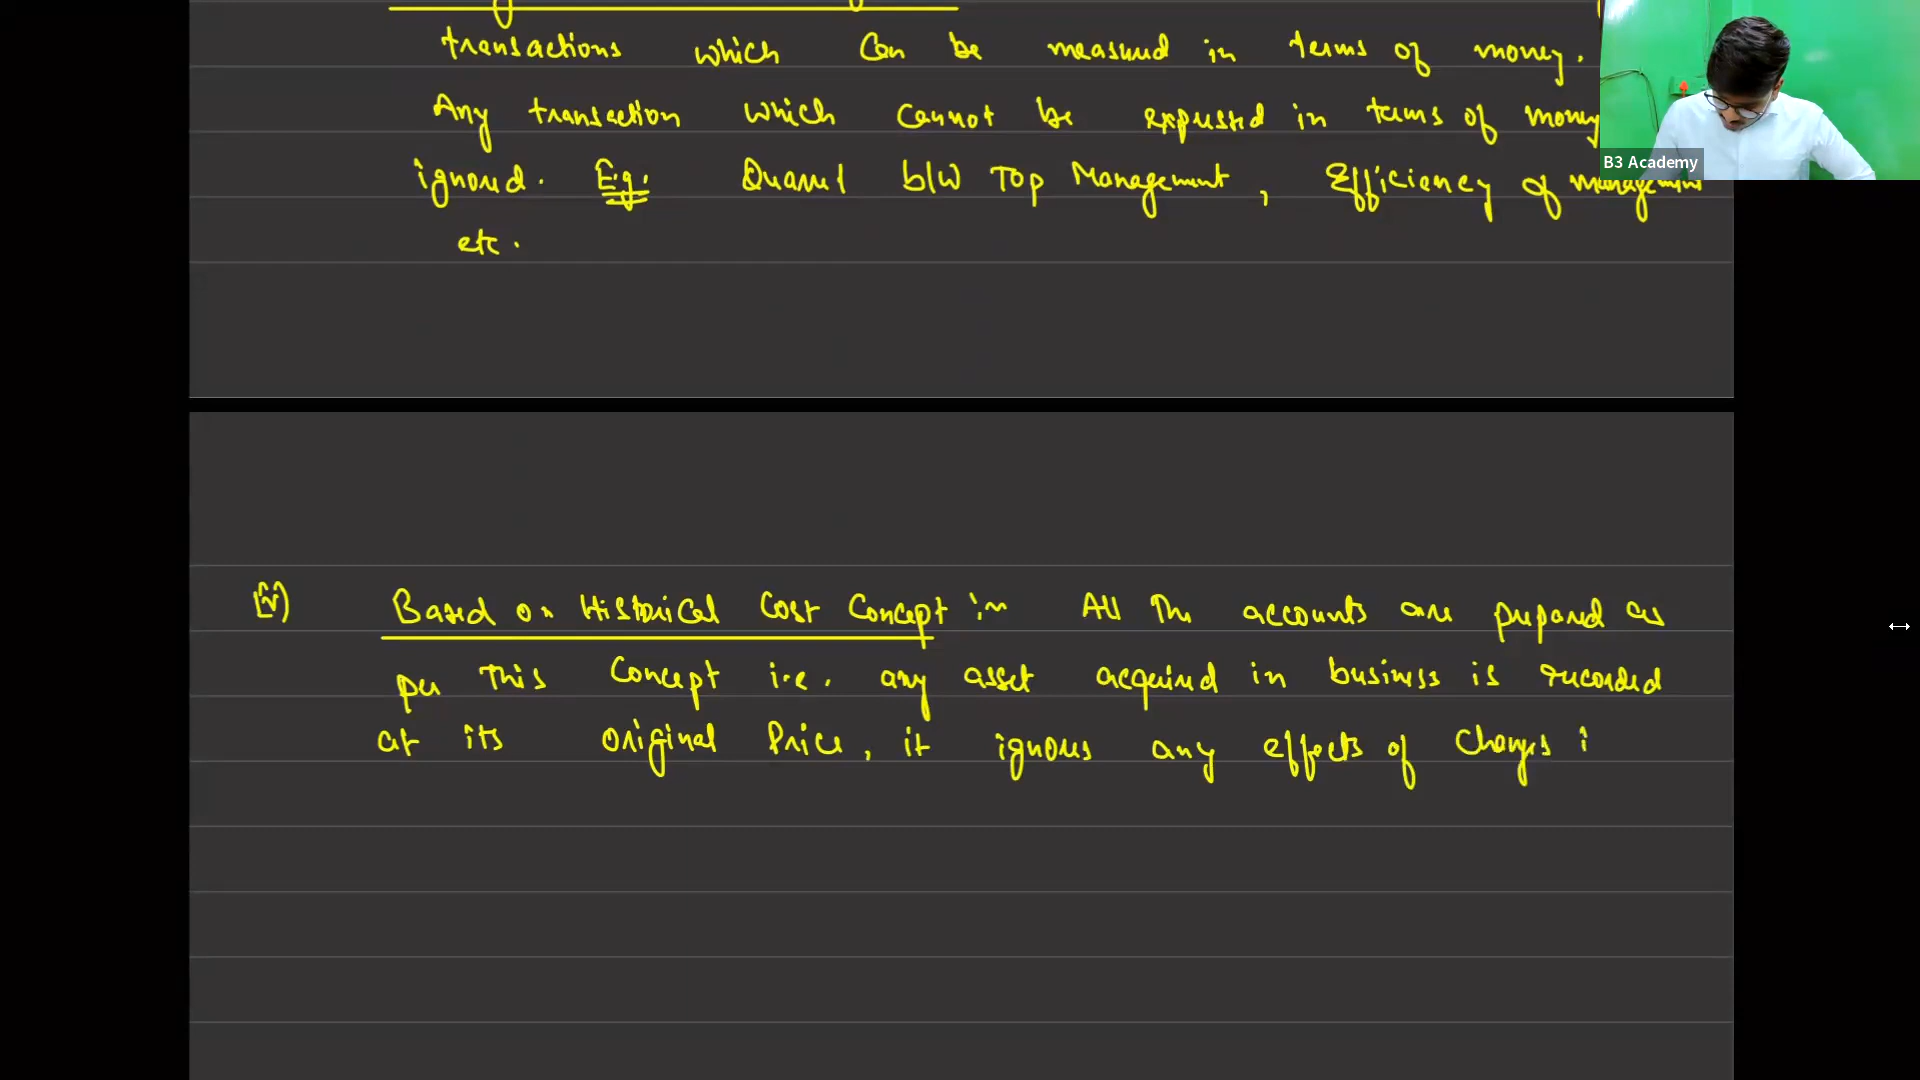 transactions which can be measured in terms of money.
Any transaction which cannot be expressed in terms of money
ignored. E.g. Quarrel b/w Top Management, Efficiency of management
etc.
B3 Academy
(v) Based on Historical Cost Concept :~ All the accounts are prepared as
per this Concept i.e. any asset acquired in business is recorded
at its original Price, it ignores any effects of changes i